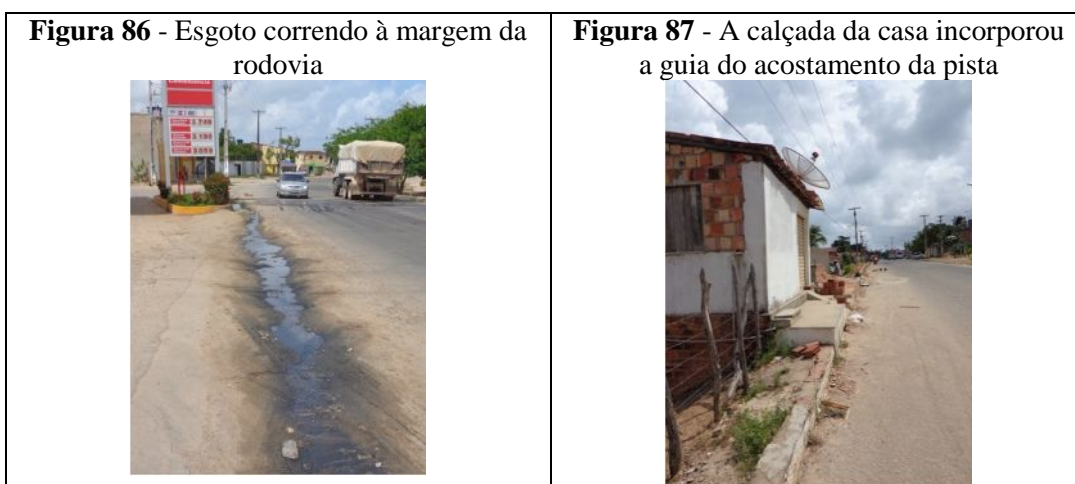 Figura 86 - Esgoto correndo à margem da
rodovia
Figura 87 - A calçada da casa incorporou
a guia do acostamento da pista